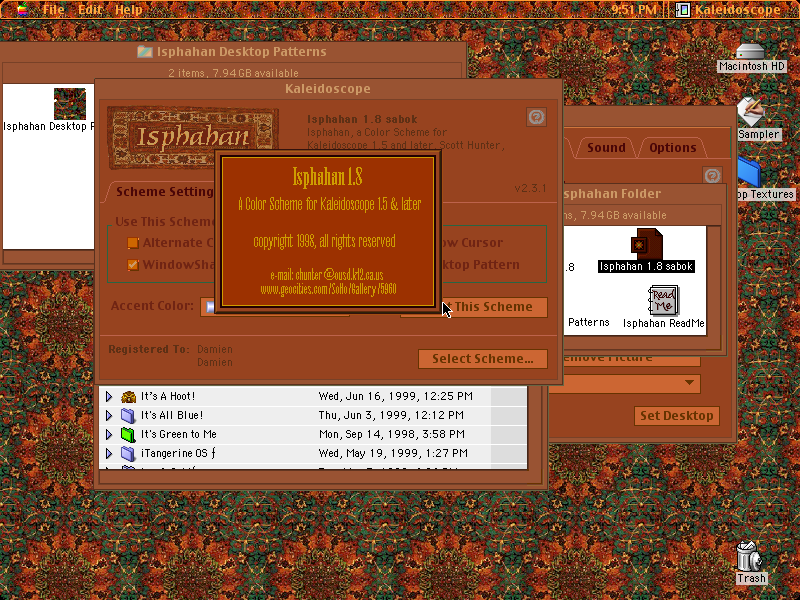 File Edit Help
9:51 PM Kaleidoscope
Isphahan Desktop Patterns
2 items, 7.94 GB available
Isphahan Desktop P
Macintosh HD
Sampler
op Textures
Trash
Kaleidoscope
Isphahan
Isphahan 1.8 sabok
Isphahan, a Color Scheme for
Kaleidoscope 1.5 and later. Scott Hunter,
v2.3.1
Scheme Setting
Use This Scheme
Alternate C
WindowSha
ow Cursor
ktop Pattern
Accent Color:
t This Scheme
Registered To: Damien
Damien
Select Scheme...
Isphahan 1.8
A Color Scheme for Kaleidoscope 1.5 & later
copyright 1998, all rights reserved
e-mail: chunter@ousd.k12.ca.us
www.geocities.com/SoHo/Gallery/5960
Sound
Options
sphahan Folder
ms, 7.94 GB available
1.8
Isphahan 1.8 sabok
Patterns
Read Me
Isphahan ReadMe
emove Picture
Set Desktop
It's A Hoot! Wed, Jun 16, 1999, 12:25 PM
It's All Blue! Thu, Jun 3, 1999, 12:12 PM
It's Green to Me Mon, Sep 14, 1998, 3:58 PM
iTangerine OS ƒ Wed, May 19, 1999, 1:27 PM